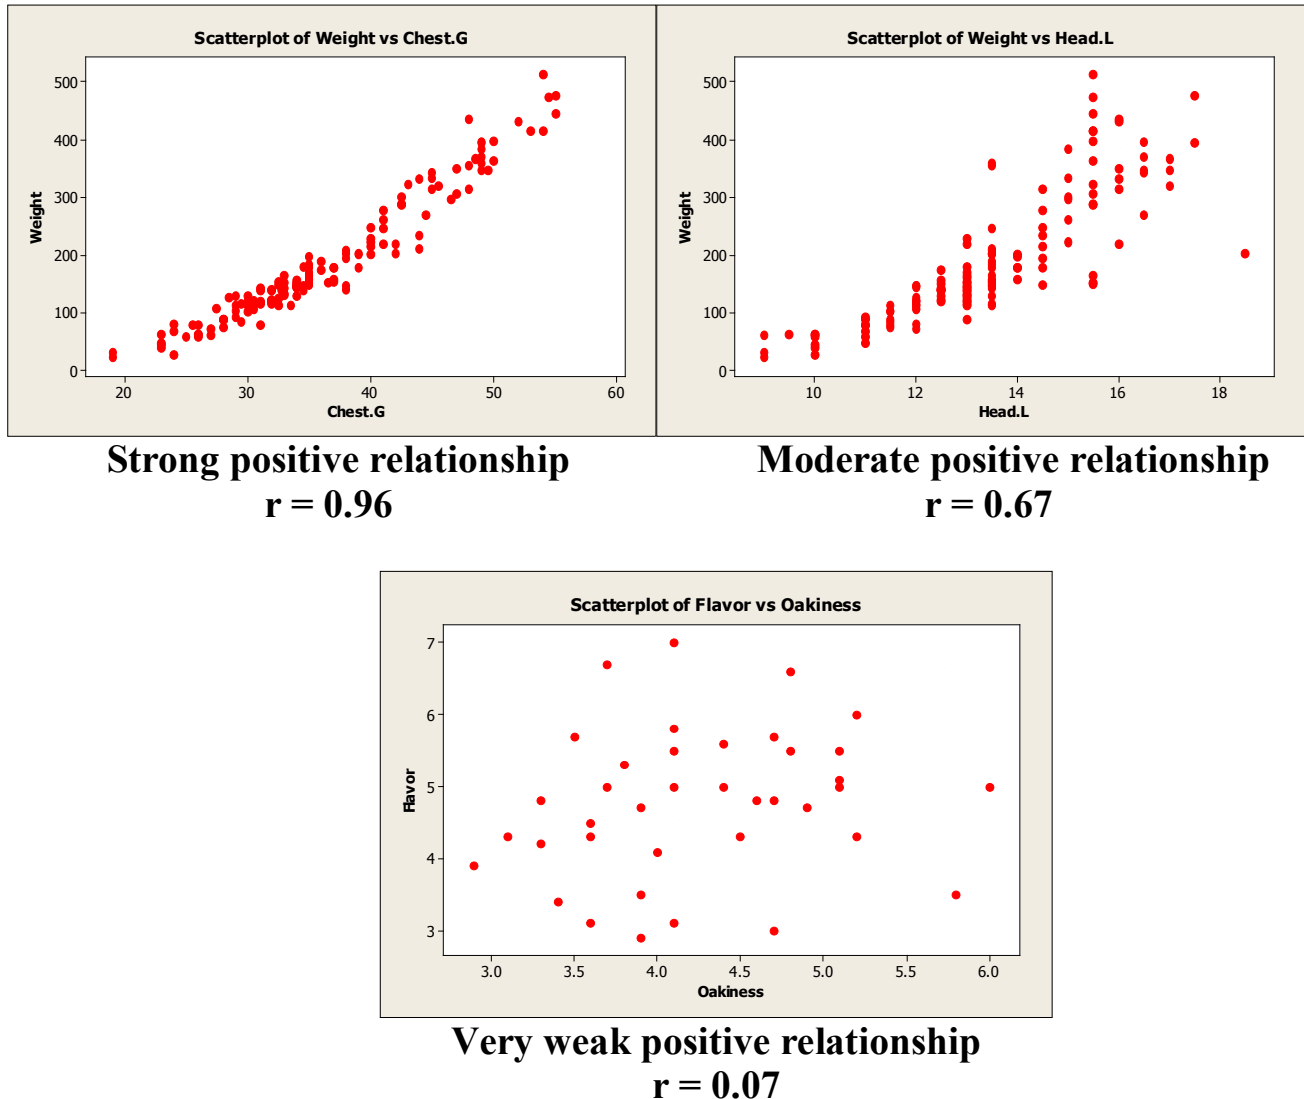 Scatterplot of Weight vs Chest.G
500
400
300
200
100
0
Weight
20 30 40 50 60
Chest.G
Scatterplot of Weight vs Head.L
500
400
300
200
100
0
Weight
10 12 14 16 18
Head.L
Strong positive relationship
r = 0.96
Moderate positive relationship
r = 0.67
Scatterplot of Flavor vs Oakiness
7
6
5
4
3
Flavor
3.0 3.5 4.0 4.5 5.0 5.5 6.0
Oakiness
Very weak positive relationship
r = 0.07